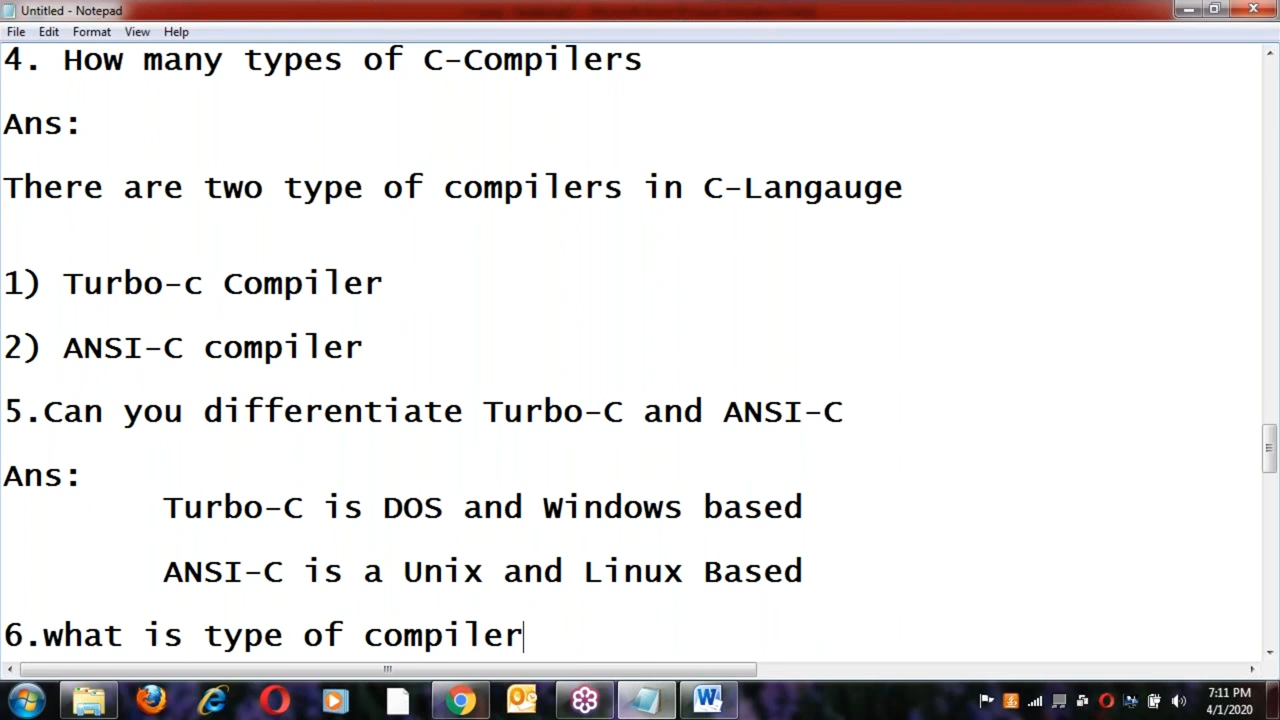 Untitled - Notepad
File Edit Format View Help
4. How many types of C-Compilers
Ans:
There are two type of compilers in C-Langauge
1) Turbo-c Compiler
2) ANSI-C compiler
5.Can you differentiate Turbo-C and ANSI-C
Ans:
Turbo-C is DOS and Windows based
ANSI-C is a Unix and Linux Based
6.what is type of compiler
7:11 PM
4/1/2020